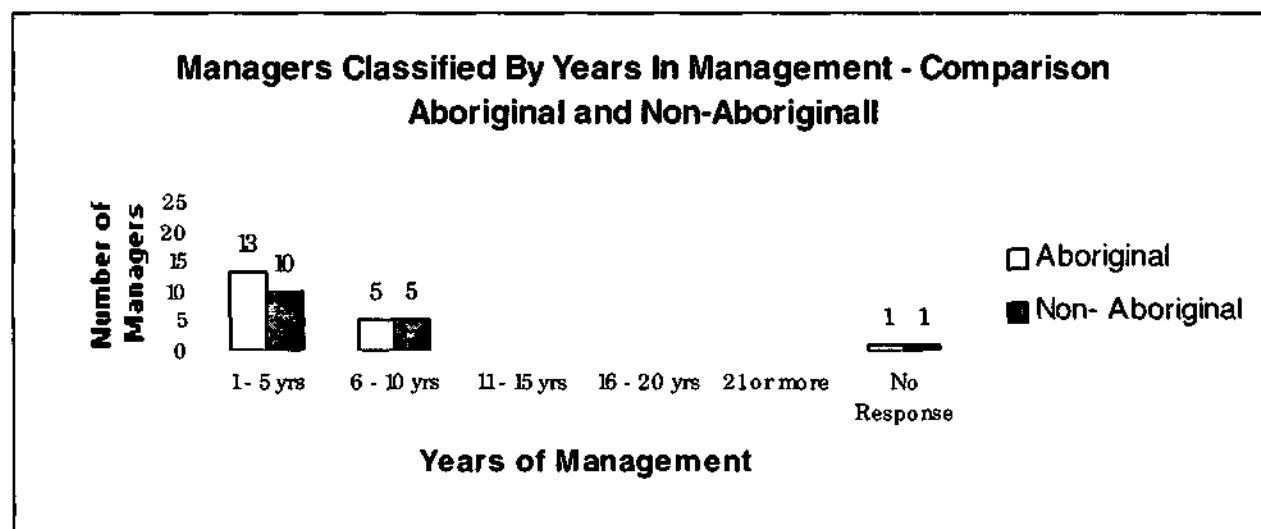 Managers Classified By Years In Management - Comparison
Aboriginal and Non-Aboriginall
Number of
Managers
25
20
15
10
5
0
13
10
5 5
1 1
1 - 5 yrs 6 - 10 yrs 11 - 15 yrs 16 - 20 yrs 21 or more No
Response
Years of Management
Aboriginal
Non- Aboriginal